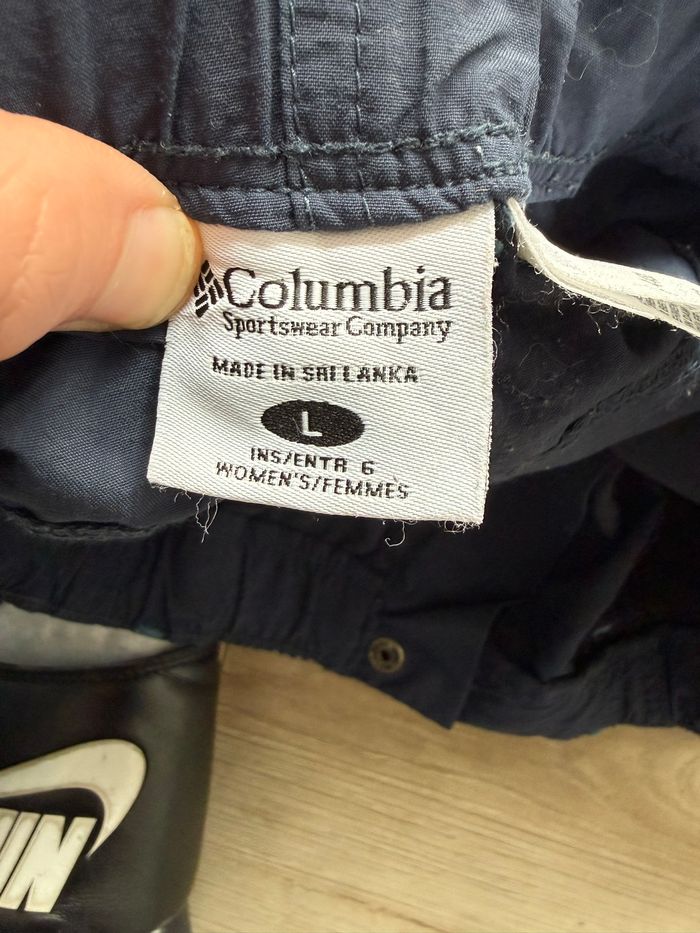 Columbia
Sportswear Company
MADE IN SRI LANKA
L
INS/ENTR 6
WOMEN'S/FEMMES